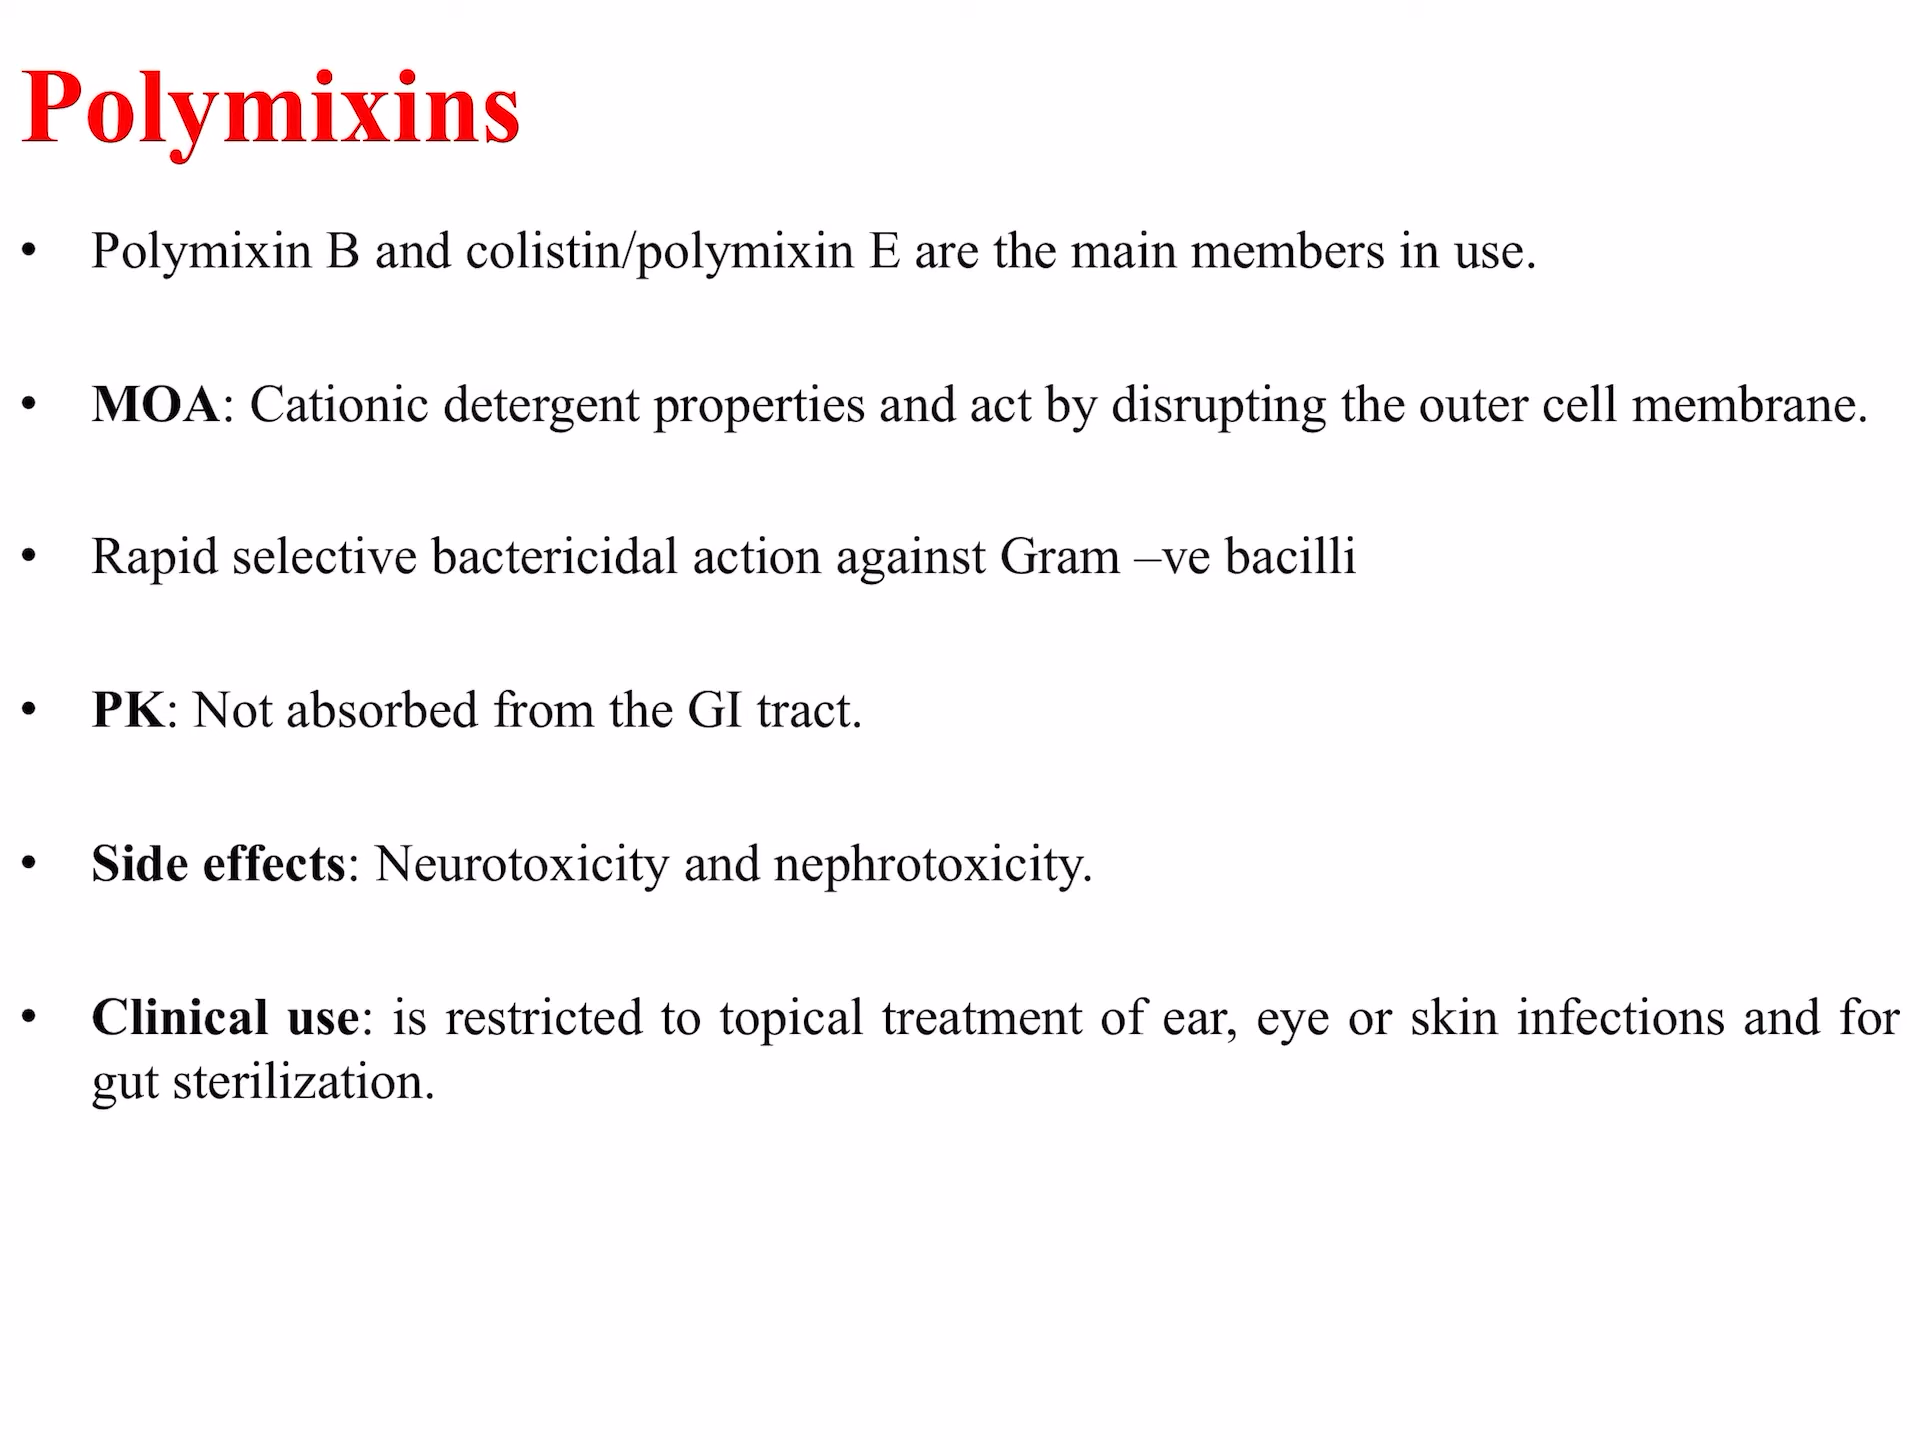 Polymixins
• Polymixin B and colistin/polymixin E are the main members in use.
• MOA: Cationic detergent properties and act by disrupting the outer cell membrane.
• Rapid selective bactericidal action against Gram –ve bacilli
• PK: Not absorbed from the GI tract.
• Side effects: Neurotoxicity and nephrotoxicity.
• Clinical use: is restricted to topical treatment of ear, eye or skin infections and for
gut sterilization.